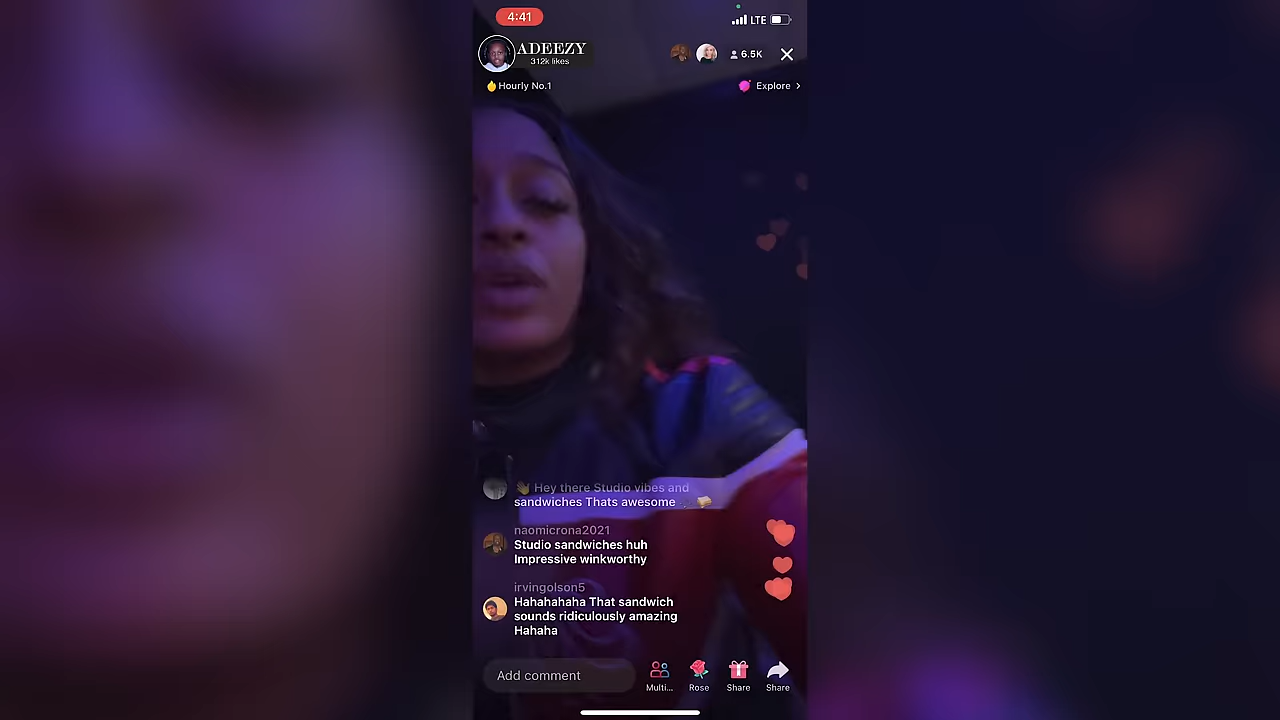 4:41
LTE
ADEEZY
312k likes
6.5K
Hourly No.1
Explore
Hey there Studio vibes and
sandwiches Thats awesome
naomicrona2021
Studio sandwiches huh
Impressive winkworthy
irvingolson5
Hahahahaha That sandwich
sounds ridiculously amazing
Hahaha
Add comment
Multi...
Rose
Share
Share